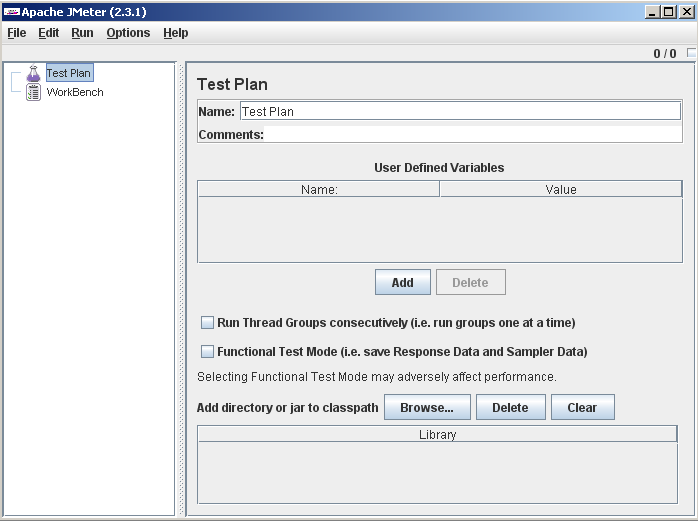 Apache JMeter (2.3.1)
File Edit Run Options Help
0 / 0
Test Plan
WorkBench
Test Plan
Name: Test Plan
Comments:
User Defined Variables
Name: Value
Add Delete
Run Thread Groups consecutively (i.e. run groups one at a time)
Functional Test Mode (i.e. save Response Data and Sampler Data)
Selecting Functional Test Mode may adversely affect performance.
Add directory or jar to classpath Browse... Delete Clear
Library